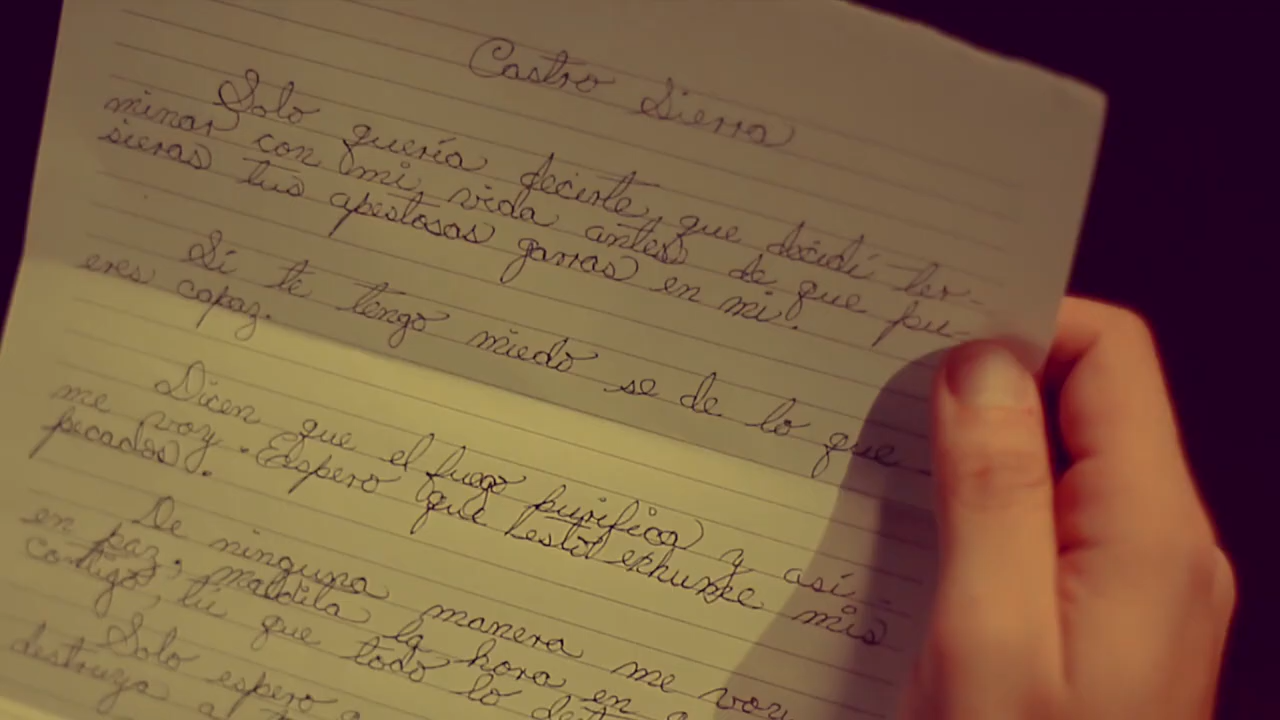 Castro Sierra
Solo quería decirte, que decidí ter-
minar con mi vida antes de que pu-
sieras tus apestosas garras en mi.
Si te tengo miedo se de lo que
eres capaz.
Dicen que el fuego purifica y así
me voy. Espero que esto exhume mis
pecados.
De ninguna manera me voy
en paz, maldita la hora en
contigo, tú que todo lo
Solo espero
destruya a